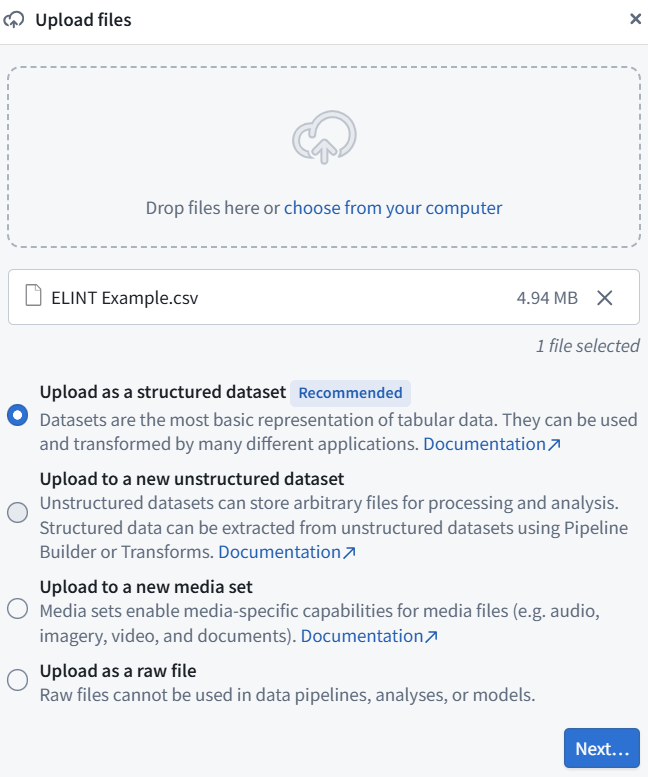 Upload files
Drop files here or choose from your computer
ELINT Example.csv 4.94 MB
1 file selected
Upload as a structured dataset Recommended
Datasets are the most basic representation of tabular data. They can be used
and transformed by many different applications. Documentation
Upload to a new unstructured dataset
Unstructured datasets can store arbitrary files for processing and analysis.
Structured data can be extracted from unstructured datasets using Pipeline
Builder or Transforms. Documentation
Upload to a new media set
Media sets enable media-specific capabilities for media files (e.g. audio,
imagery, video, and documents). Documentation
Upload as a raw file
Raw files cannot be used in data pipelines, analyses, or models.
Next...